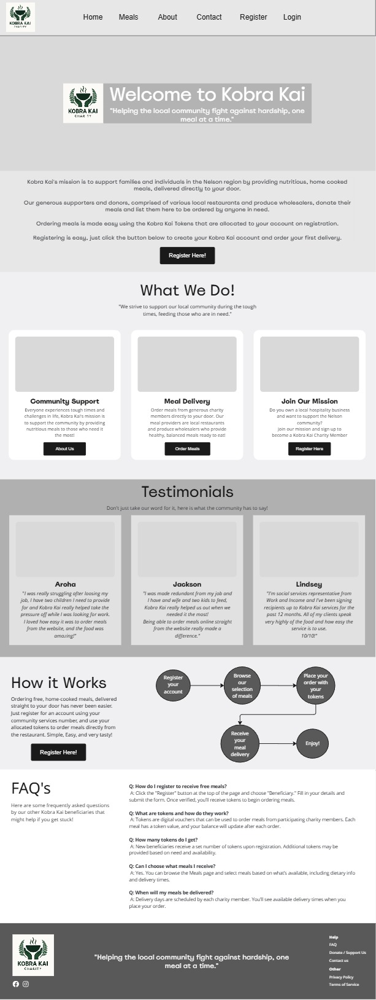 KOBRA KAI
CHARITY
Home Meals About Contact Register Login
KOBRA KAI
CHARITY
Welcome to Kobra Kai
"Helping the local community fight against hardship, one
meal at a time."
Kobra Kai's mission is to support families and individuals in the Nelson region by providing nutritious, home cooked
meals, delivered directly to your door.
Our generous supporters and donors, comprised of various local restaurants and produce wholesalers, donate their
meals and list them here to be ordered by anyone in need.
Ordering meals is made easy using the Kobra Kai Tokens that are allocated to your account on registration.
Registering is easy, just click the button below to create your Kobra Kai account and order your first delivery.
Register Here!
What We Do!
"We strive to support our local community during the tough
times, feeding those who are in need."
Community Support
Everyone experiences tough times and
challenges in life, Kobra Kai's mission is
to support the community by providing
nutritious meals to those who need it
the most!
About Us
Meal Delivery
Order meals from generous charity
members directly to your door. Our
meal providers are local restaurants
and produce wholesalers who provide
healthy, balanced meals ready to eat!
Order Meals
Join Our Mission
Do you own a local hospitality business
and want to support the Nelson
community?
Join our mission and sign up to
become a Kobra Kai Charity Member
Register Here
Testimonials
Don't just take our word for it, here is what the community has to say!
Aroha
"I was really struggling after loosing my
job, I have two children I need to provide
for and Kobra Kai really helped take the
pressure off while I was looking for work.
I loved how easy it was to order meals
from the website, and the food was
amazing!"
Jackson
"I was made redundant from my job and
I have and wife and two kids to feed,
Kobra Kai really helped us out when we
needed it the most!
Being able to order meals online straight
from the website really made a
difference."
Lindsey
"I'm social services representative from
Work and Income and I've been signing
recipients up to Kobra Kai services for the
past 12 months. All of my clients speak
very highly of the food and how easy the
service is to use.
10/10!"
How it Works
Ordering free, home-cooked meals, delivered
straight to your door has never been easier.
Just register for an account using your
community services number, and use your
allocated tokens to order meals directly from
the restaurant. Simple, Easy, and very tasty!
Register Here!
Register
your
account
Browse
our
selection
of meals
Place your
order with
your
tokens
Receive
your
meal
delivery
Enjoy!
FAQ's
Here are some frequently asked questions
by our other Kobra Kai beneficiaries that
might help if you get stuck!
Q: How do I register to receive free meals?
A: Click the "Register" button at the top of the page and choose "Beneficiary." Fill in your details and
submit the form. Once verified, you'll receive tokens to begin ordering meals.
Q: What are tokens and how do they work?
A: Tokens are digital vouchers that can be used to order meals from participating charity members. Each
meal has a token value, and your balance will update after each order.
Q: How many tokens do I get?
A: New beneficiaries receive a set number of tokens upon registration. Additional tokens may be
provided based on need and availability.
Q: Can I choose what meals I receive?
A: Yes. You can browse the Meals page and select meals based on what's available, including dietary info
and delivery times.
Q: When will my meals be delivered?
A: Delivery days are scheduled by each charity member. You'll see available delivery times when you
place your order.
KOBRA KAI
CHARITY
"Helping the local community fight against hardship, one
meal at a time."
Help
FAQ
Donate / Support Us
Contact us
Other
Privacy Policy
Terms of Service